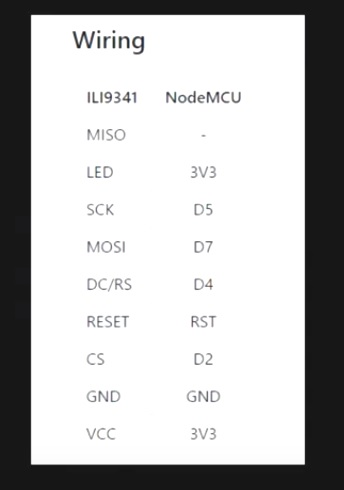 Wiring
ILI9341 NodeMCU
MISO -
LED 3V3
SCK D5
MOSI D7
DC/RS D4
RESET RST
CS D2
GND GND
VCC 3V3